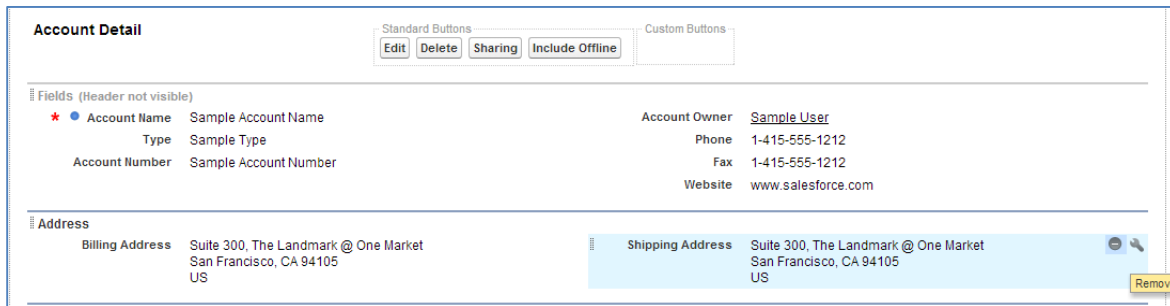 Account Detail
Standard Buttons
Custom Buttons
Edit Delete Sharing Include Offline
Fields (Header not visible)
* Account Name Sample Account Name
Account Owner Sample User
Type Sample Type
Phone 1-415-555-1212
Account Number Sample Account Number
Fax 1-415-555-1212
Website www.salesforce.com
Address
Billing Address Suite 300, The Landmark @ One Market
San Francisco, CA 94105
US
Shipping Address Suite 300, The Landmark @ One Market
San Francisco, CA 94105
US
Remov